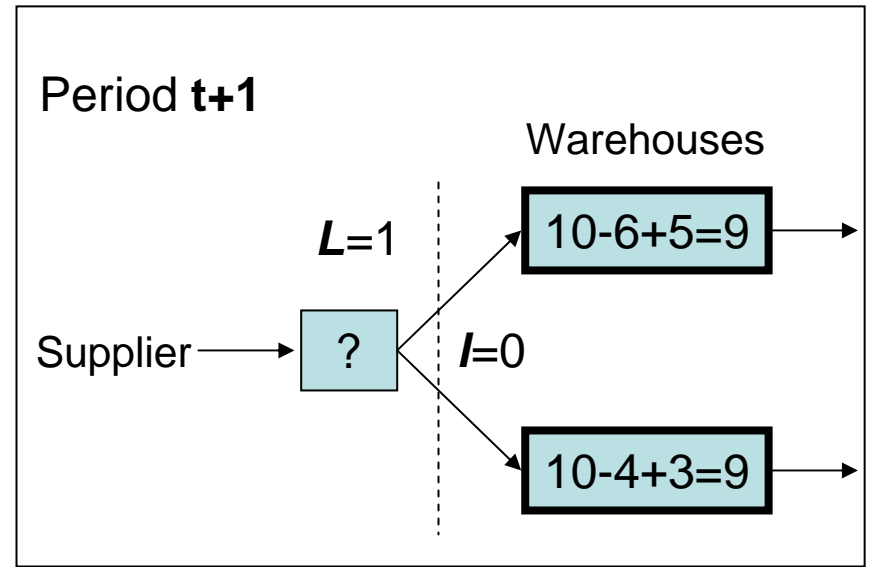 Period t+1
Warehouses
10-6+5=9
L=1
Supplier
?
l=0
10-4+3=9